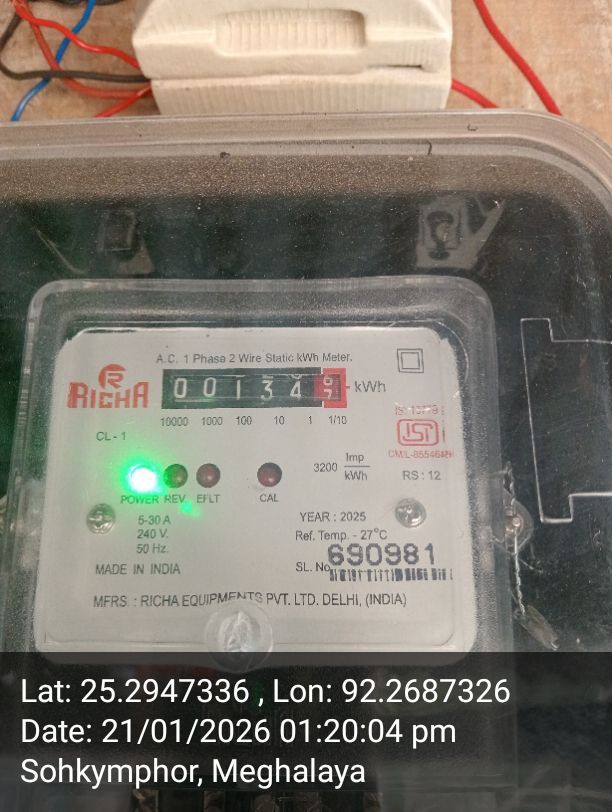 A.C. 1 Phase 2 Wire Static kWh Meter.
RICHA
0 0 1 3 4 kWh
10000 1000 100 10 1 1/10
IS:13779
ISI
CL - 1
3200 Imp/kWh
RS : 12
POWER REV EFLT CAL
5-30 A
240 V.
50 Hz.
YEAR : 2025
Ref. Temp. - 27°C
SL. No. 690981
MADE IN INDIA
MFRS. : RICHA EQUIPMENTS PVT. LTD. DELHI, (INDIA)
Lat: 25.2947336 , Lon: 92.2687326
Date: 21/01/2026 01:20:04 pm
Sohkymphor, Meghalaya